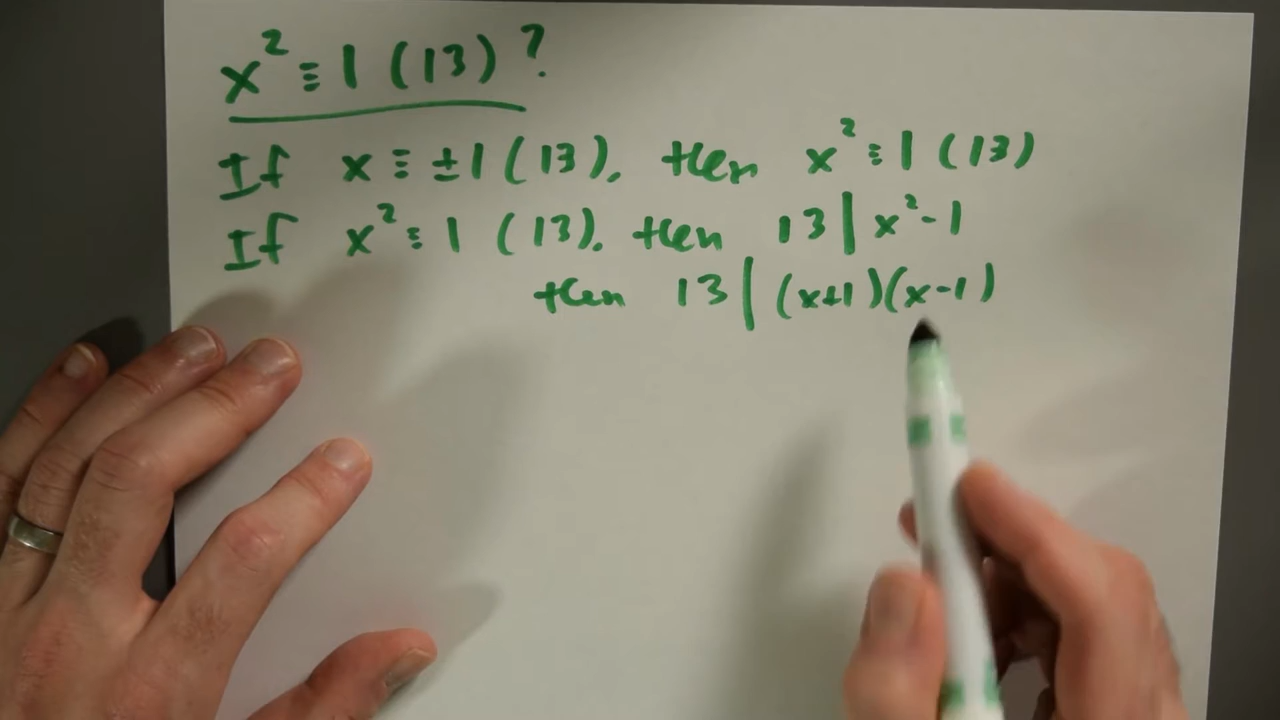 x² ≡ 1 (13)?
If x ≡ ±1 (13), then x² ≡ 1 (13)
If x² ≡ 1 (13), then 13 | x² - 1
then 13 | (x+1)(x-1)